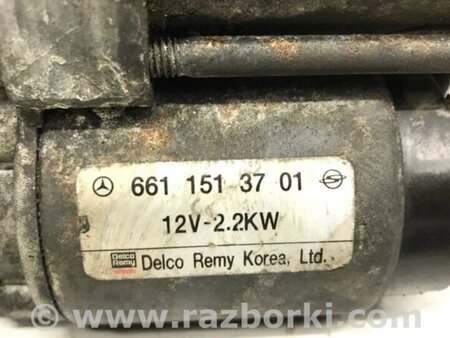 661 151 37 01
12V-2.2KW
Delco
Remy
Delco Remy Korea, Ltd.
www.razborki.com